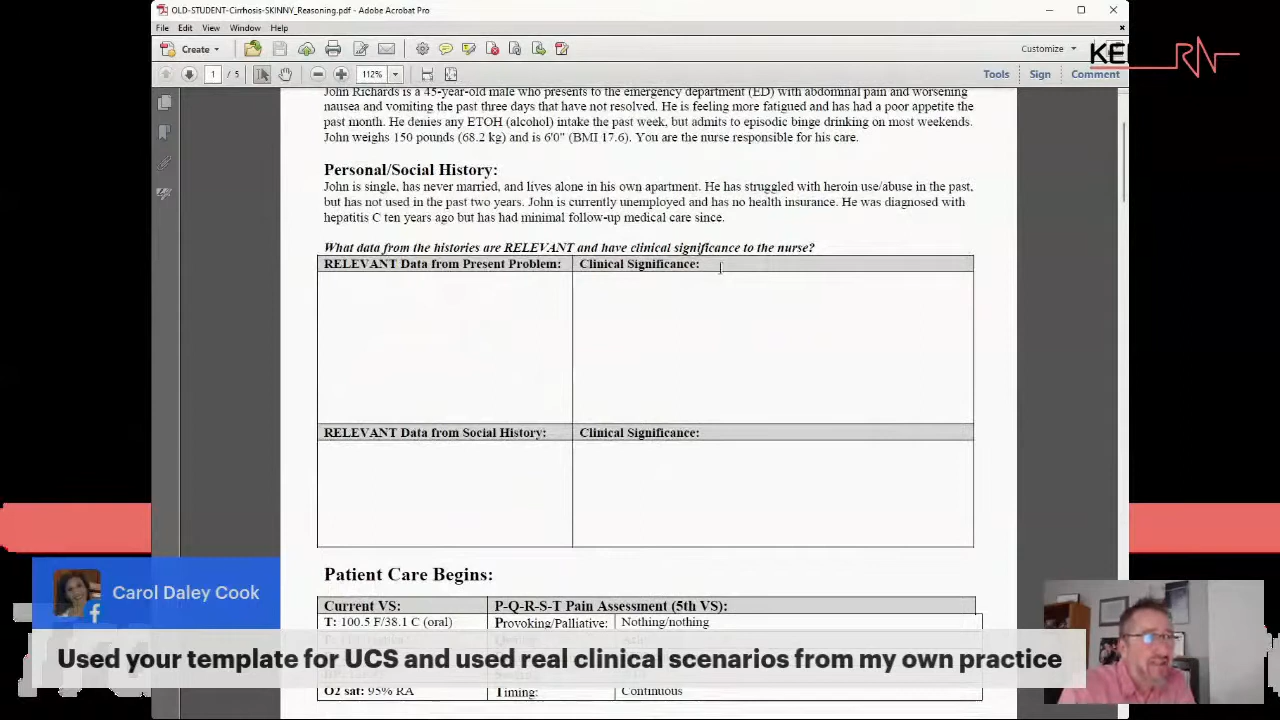 OLD-STUDENT-Cirrhosis-SKINNY_Reasoning.pdf - Adobe Acrobat Pro
File Edit View Window Help
Create
Customize
1 / 5
112%
Tools Sign Comment
John Richards is a 45-year-old male who presents to the emergency department (ED) with abdominal pain and worsening
nausea and vomiting the past three days that have not resolved. He is feeling more fatigued and has had a poor appetite the
past month. He denies any ETOH (alcohol) intake the past week, but admits to episodic binge drinking on most weekends.
John weighs 150 pounds (68.2 kg) and is 6'0" (BMI 17.6). You are the nurse responsible for his care.
Personal/Social History:
John is single, has never married, and lives alone in his own apartment. He has struggled with heroin use/abuse in the past,
but has not used in the past two years. John is currently unemployed and has no health insurance. He was diagnosed with
hepatitis C ten years ago but has had minimal follow-up medical care since.
What data from the histories are RELEVANT and have clinical significance to the nurse?
RELEVANT Data from Present Problem: Clinical Significance:
RELEVANT Data from Social History: Clinical Significance:
Patient Care Begins:
Current VS: P-Q-R-S-T Pain Assessment (5th VS):
T: 100.5 F/38.1 C (oral) Provoking/Palliative: Nothing/nothing
O2 sat: 95% RA Timing: Continuous
Carol Daley Cook
Used your template for UCS and used real clinical scenarios from my own practice